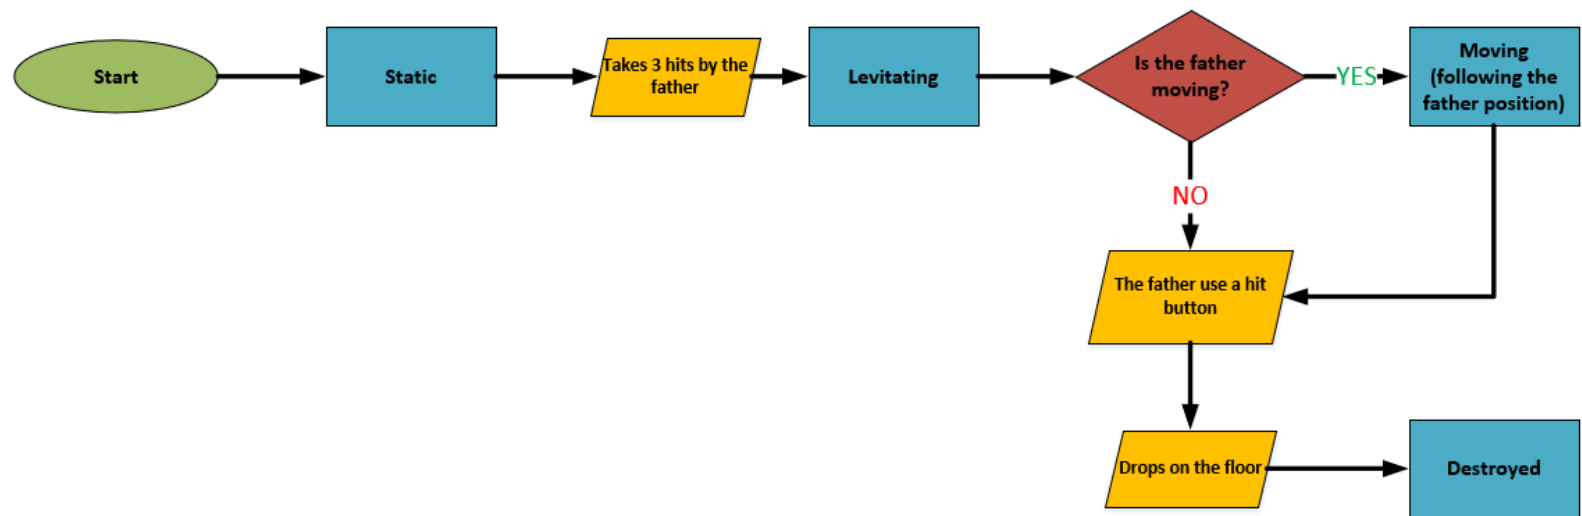 Start
Static
Takes 3 hits by the
father
Levitating
Is the father
moving?
YES
Moving
(following the
father position)
NO
The father use a hit
button
Drops on the floor
Destroyed